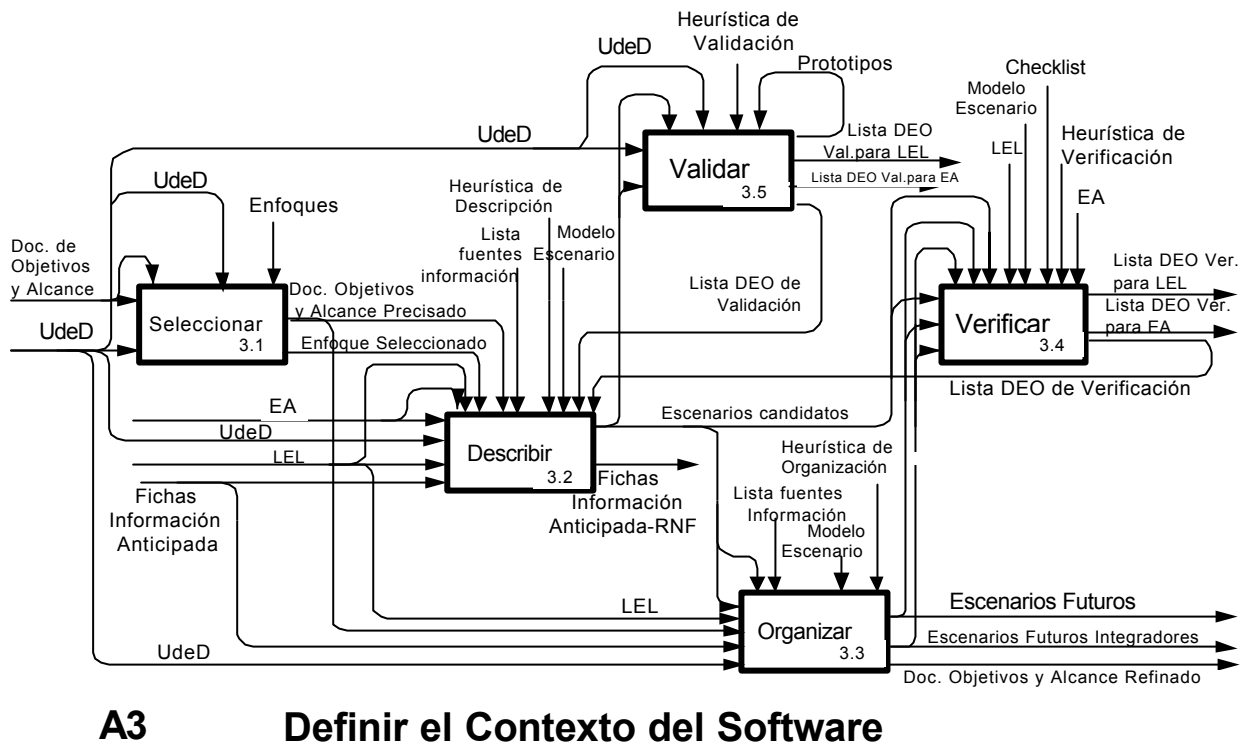 Heurística de
Validación
UdeD
Prototipos
Checklist
Modelo
Escenario
UdeD
Lista DEO
Val.para LEL
LEL
Heurística de
Verificación
Validar
3.5
Lista DEO Val.para EA
UdeD
Heurística de
Descripción
Enfoques
EA
Lista
fuentes
información
Modelo
Escenario
Doc. de
Objetivos
y Alcance
Lista DEO de
Validación
Lista DEO Ver.
para LEL
Doc. Objetivos
y Alcance Precisado
Lista DEO Ver.
para EA
Seleccionar
3.1
Verificar
3.4
UdeD
Enfoque Seleccionado
Lista DEO de Verificación
EA
Escenarios candidatos
UdeD
LEL
Describir
3.2
Heurística de
Organización
Fichas
Información
Anticipada
Fichas
Información
Anticipada-RNF
Lista fuentes
Información
Modelo
Escenario
LEL
Escenarios Futuros
Organizar
3.3
Escenarios Futuros Integradores
UdeD
Doc. Objetivos y Alcance Refinado
A3 Definir el Contexto del Software